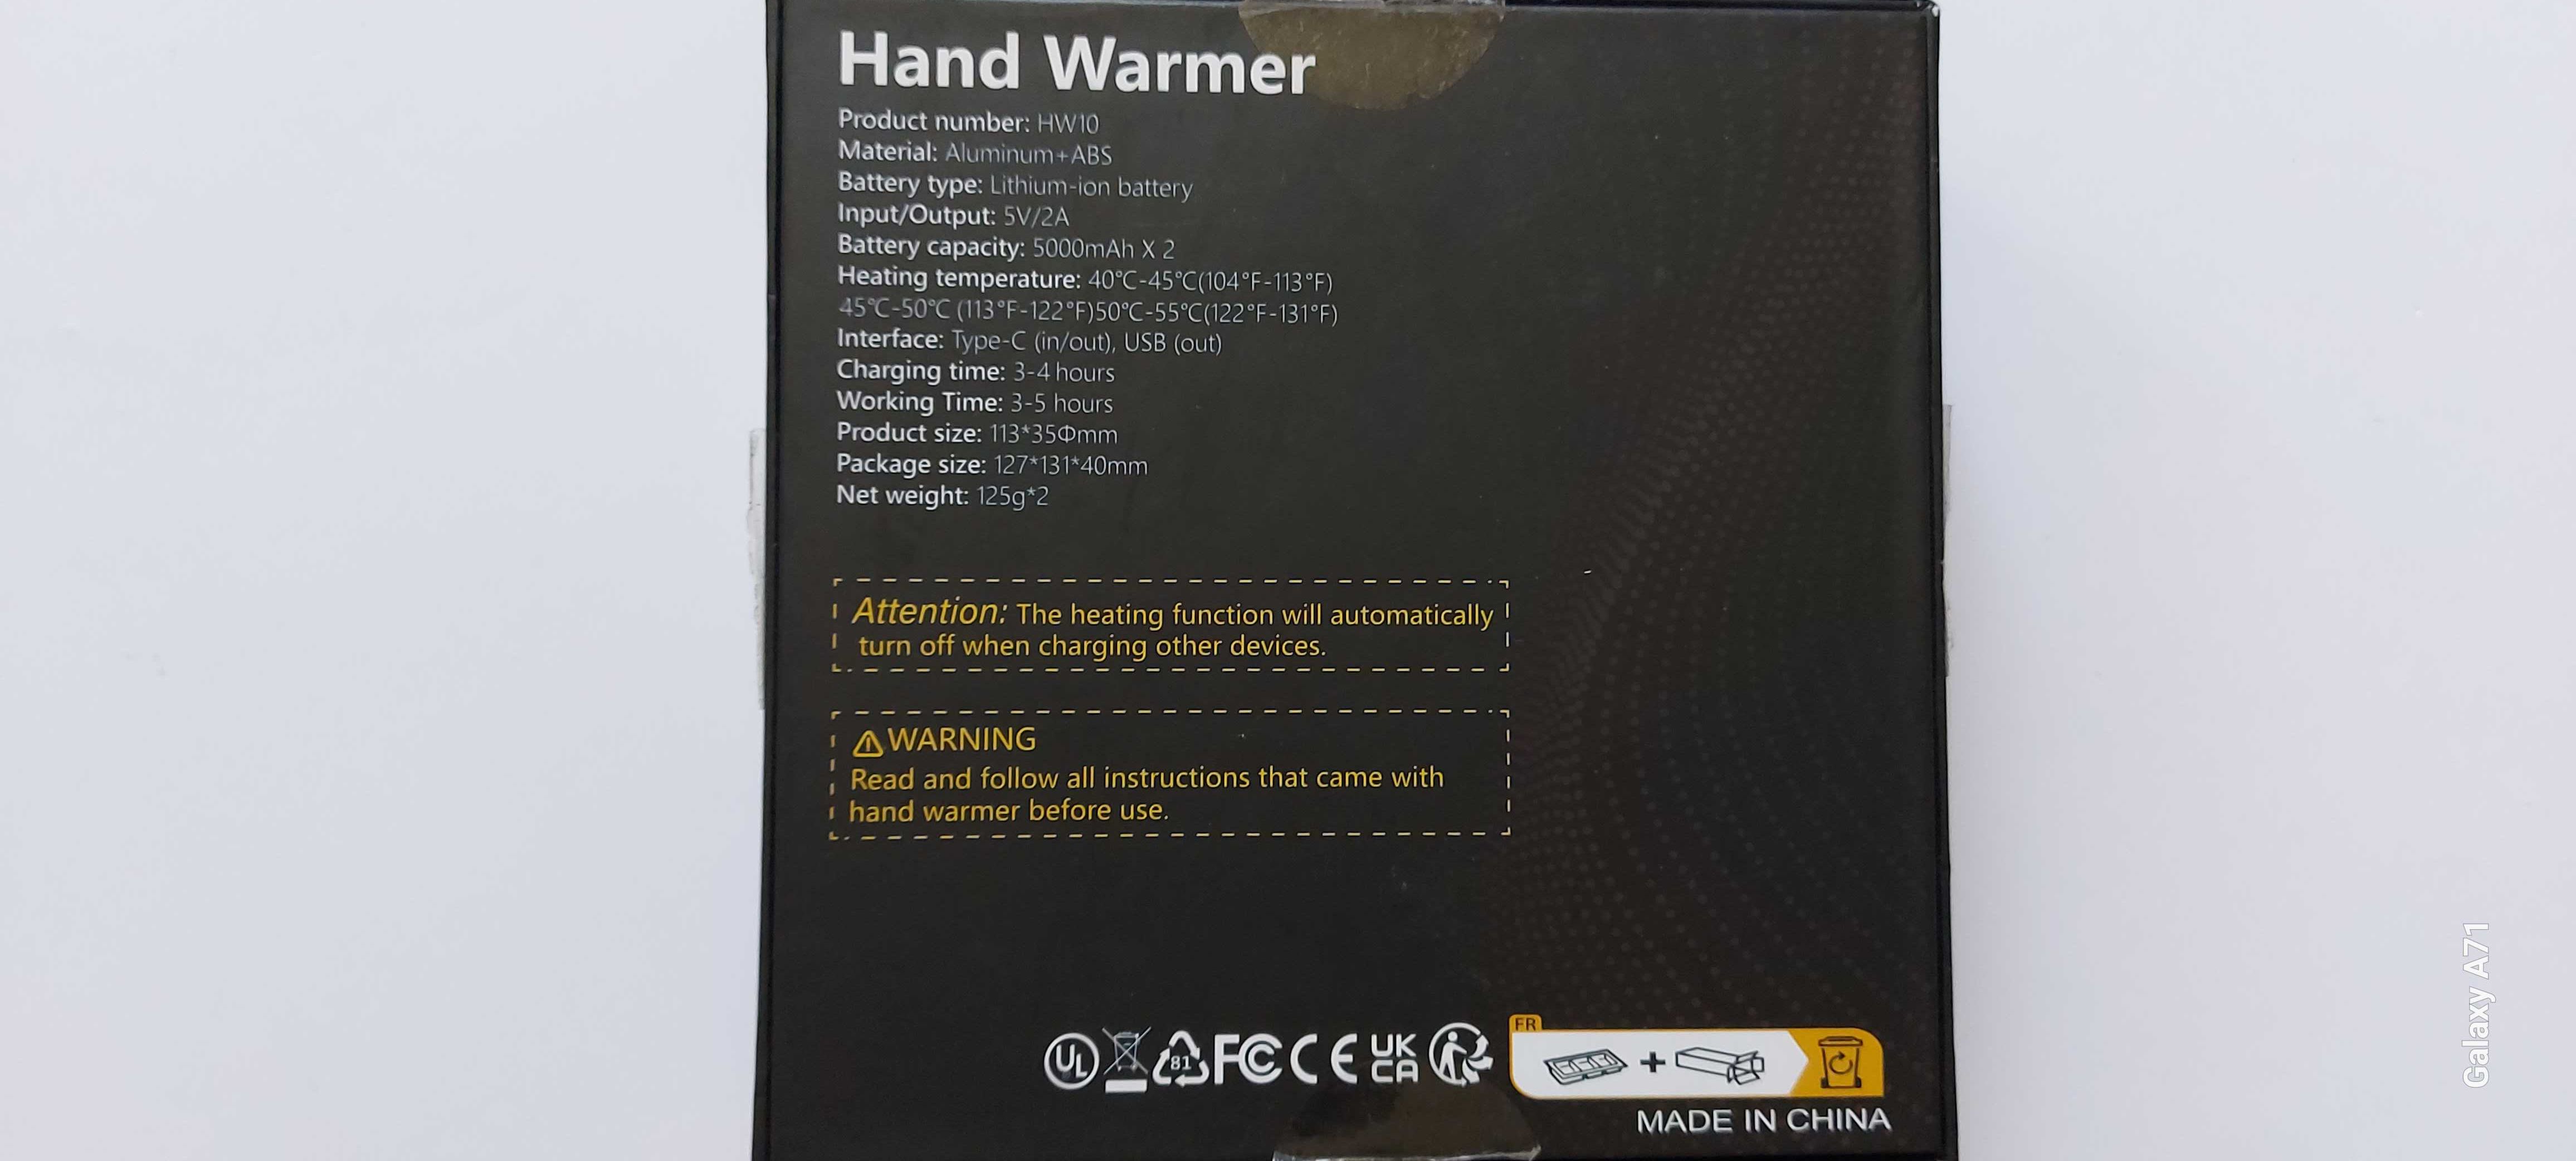 Hand Warmer
Product number: HW10
Material: Aluminum+ABS
Battery type: Lithium-ion battery
Input/Output: 5V/2A
Battery capacity: 5000mAh X 2
Heating temperature: 40℃-45℃(104°F-113°F)
45℃-50℃ (113°F-122°F)50℃-55℃(122°F-131°F)
Interface: Type-C (in/out), USB (out)
Charging time: 3-4 hours
Working Time: 3-5 hours
Product size: 113*35Φmm
Package size: 127*131*40mm
Net weight: 125g*2
Attention: The heating function will automatically
turn off when charging other devices.
WARNING
Read and follow all instructions that came with
hand warmer before use.
UL 81 FC CE UK CA
FR
MADE IN CHINA
Galaxy A71